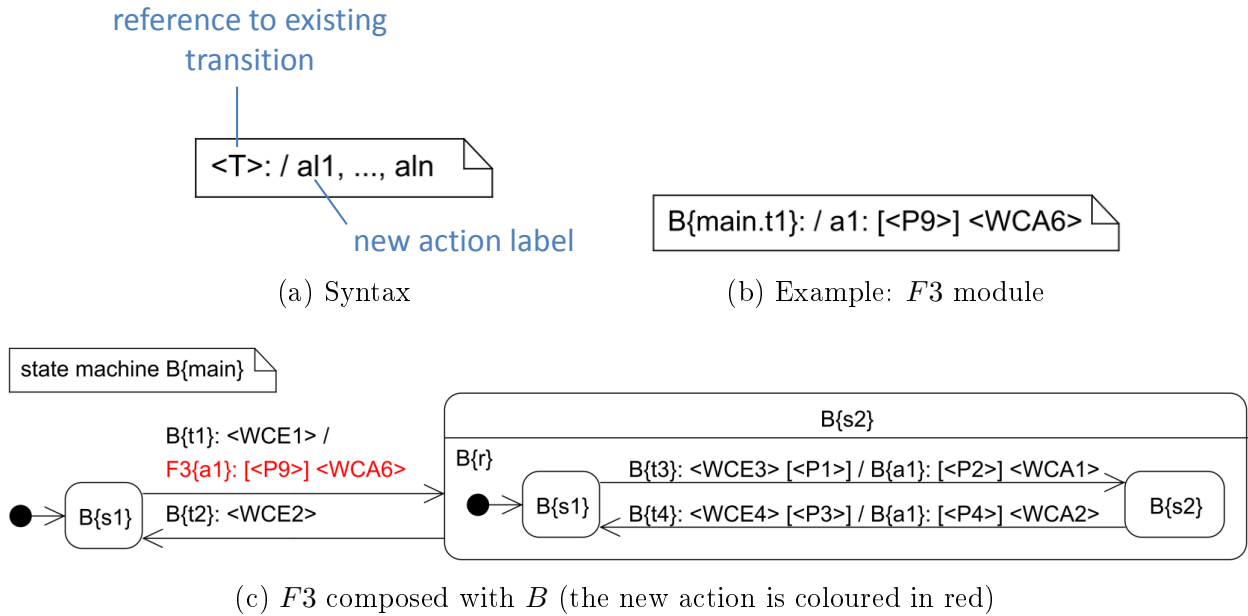 reference to existing
transition
<T>: / al1, ..., aln
new action label
(a) Syntax
B{main.t1}: / a1: [<P9>] <WCA6>
(b) Example: F3 module
state machine B{main}
B{s1}
B{t1}: <WCE1> /
F3{a1}: [<P9>] <WCA6>
B{t2}: <WCE2>
B{s2}
B{r}
B{s1}
B{t3}: <WCE3> [<P1>] / B{a1}: [<P2>] <WCA1>
B{t4}: <WCE4> [<P3>] / B{a1}: [<P4>] <WCA2>
B{s2}
(c) F3 composed with B (the new action is coloured in red)